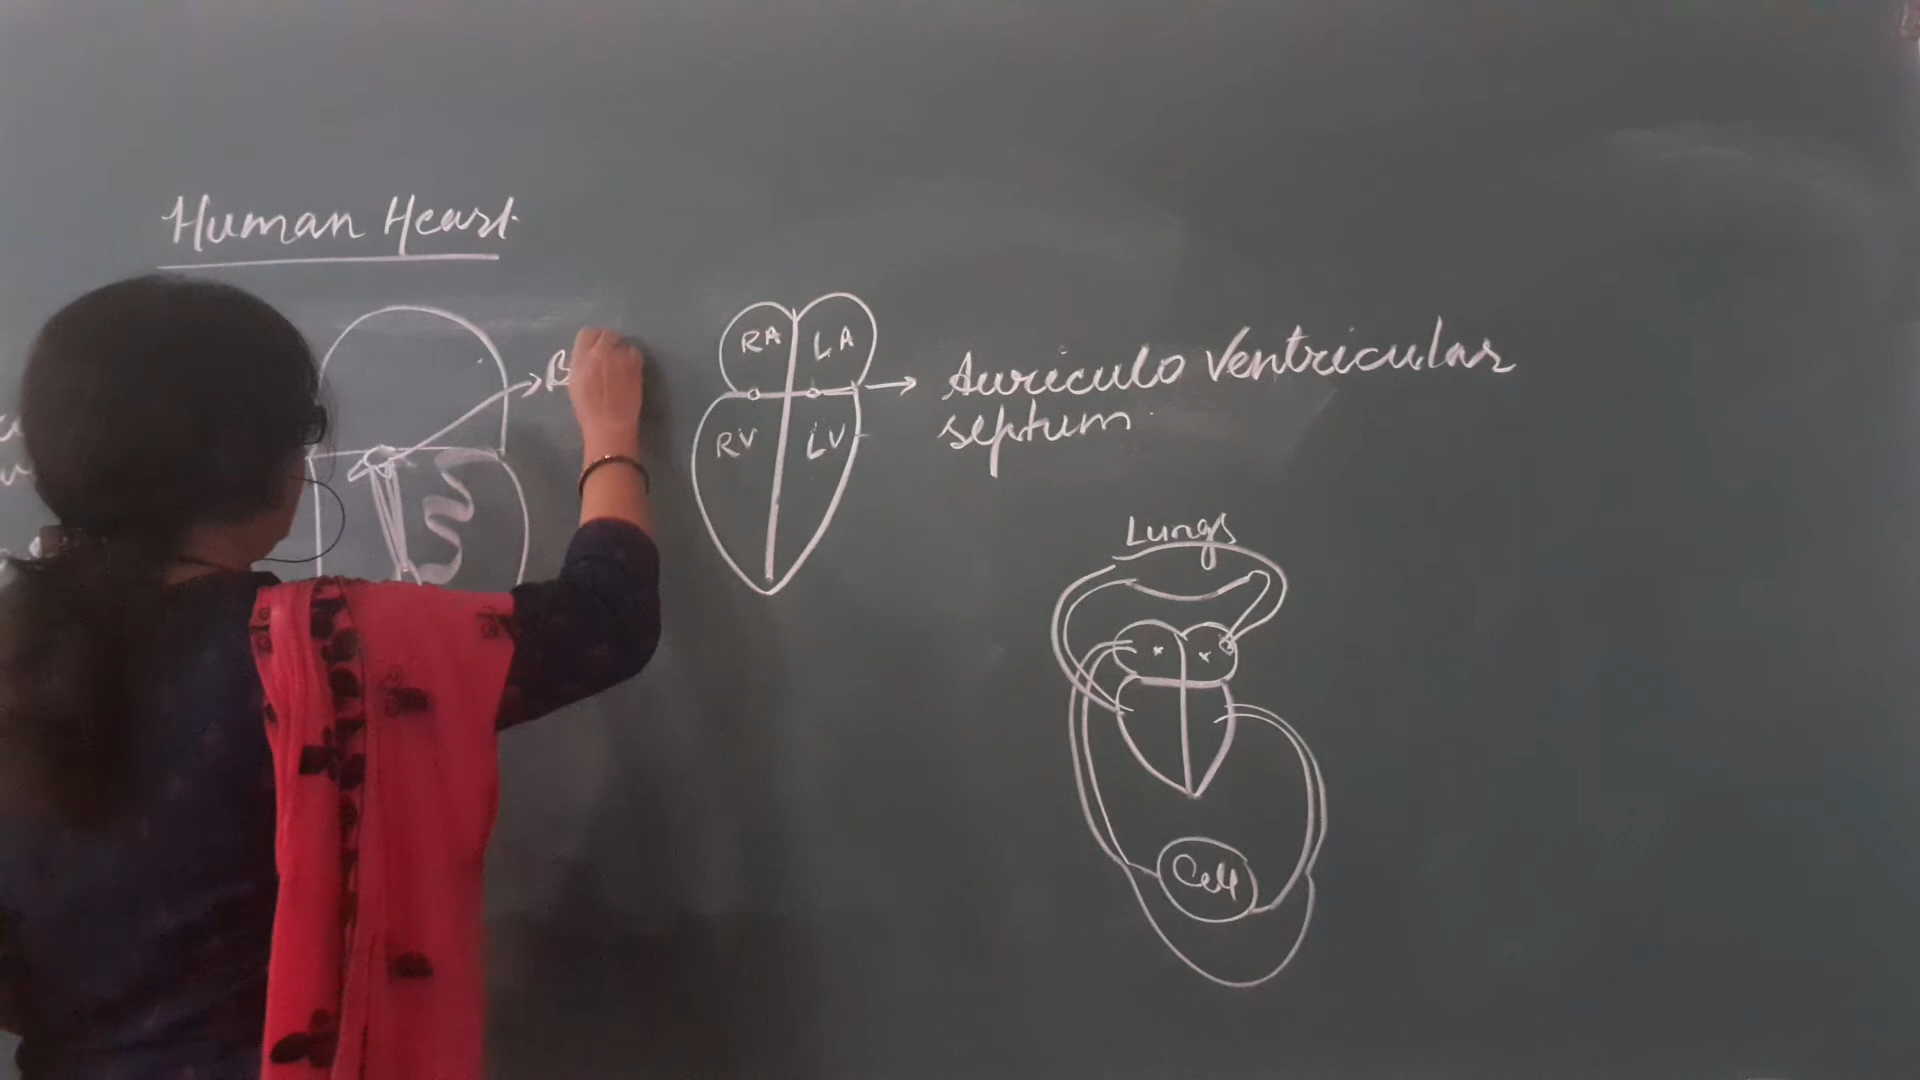 Human Heart
B
RA LA
RV LV
Auriculo Ventricular
septum
Lungs
Cell